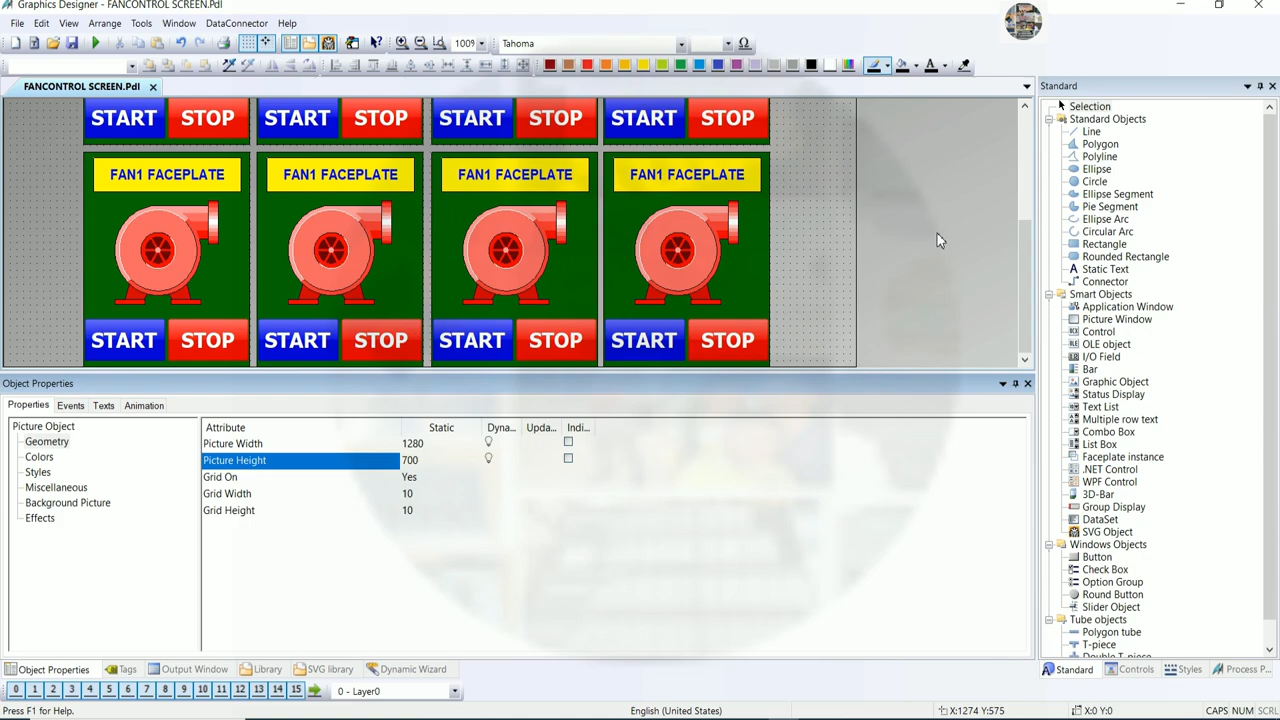 Graphics Designer - FANCONTROL SCREEN.Pdl
File Edit View Arrange Tools Window DataConnector Help
100% Tahoma
FANCONTROL SCREEN.Pdl
Standard
START STOP START STOP START STOP START STOP
FAN1 FACEPLATE FAN1 FACEPLATE FAN1 FACEPLATE FAN1 FACEPLATE
START STOP START STOP START STOP START STOP
Selection
Standard Objects
Line
Polygon
Polyline
Ellipse
Circle
Ellipse Segment
Pie Segment
Ellipse Arc
Circular Arc
Rectangle
Rounded Rectangle
Static Text
Connector
Smart Objects
Application Window
Picture Window
Control
OLE object
I/O Field
Bar
Graphic Object
Status Display
Text List
Multiple row text
Combo Box
List Box
Faceplate instance
.NET Control
WPF Control
3D-Bar
Group Display
DataSet
SVG Object
Windows Objects
Button
Check Box
Option Group
Round Button
Slider Object
Tube objects
Polygon tube
T-piece
Double T-piece
Object Properties
Properties Events Texts Animation
Picture Object
Geometry
Colors
Styles
Miscellaneous
Background Picture
Effects
Attribute Static Dyna... Upda... Indi...
Picture Width 1280
Picture Height 700
Grid On Yes
Grid Width 10
Grid Height 10
Object Properties Tags Output Window Library SVG library Dynamic Wizard
Standard Controls Styles Process P...
0 1 2 3 4 5 6 7 8 9 10 11 12 13 14 15 0 - Layer0
Press F1 for Help. English (United States) X:1274 Y:575 X:0 Y:0 CAPS NUM SCRL